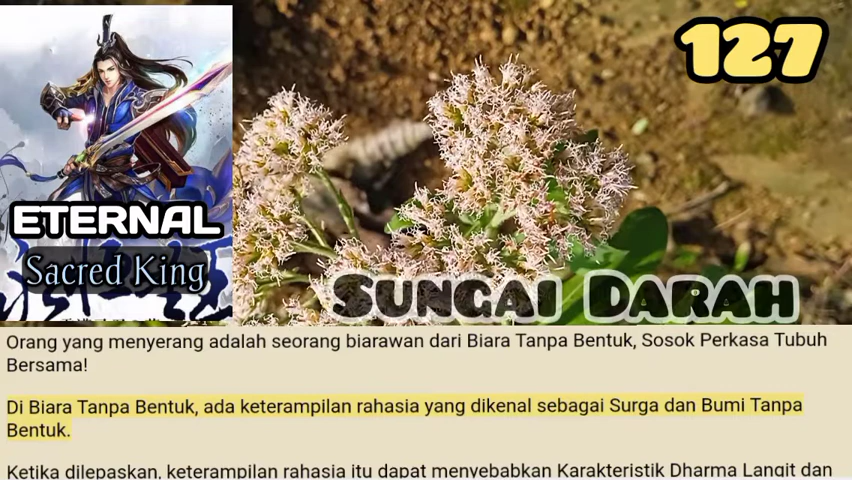 127
ETERNAL
Sacred King
SUNGAI DARAH
Orang yang menyerang adalah seorang biarawan dari Biara Tanpa Bentuk, Sosok Perkasa Tubuh
Bersama!
Di Biara Tanpa Bentuk, ada keterampilan rahasia yang dikenal sebagai Surga dan Bumi Tanpa
Bentuk.
Ketika dilepaskan, keterampilan rahasia itu dapat menyebabkan Karakteristik Dharma Langit dan